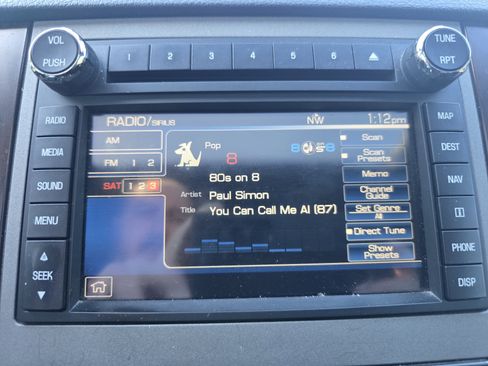 VOL
PUSH
1
2
3
4
5
6
TUNE
RPT
RADIO
MEDIA
SOUND
SEEK
MAP
DEST
NAV
PHONE
DISP
RADIO/SIRIUS
NW
1:12pm
AM
FM 1 2
SAT 1 2 3
Pop
8
80s on 8
Artist Paul Simon
Title You Can Call Me Al (87)
Scan
Scan
Presets
Memo
Channel
Guide
Set Genre
All
Direct Tune
Show
Presets